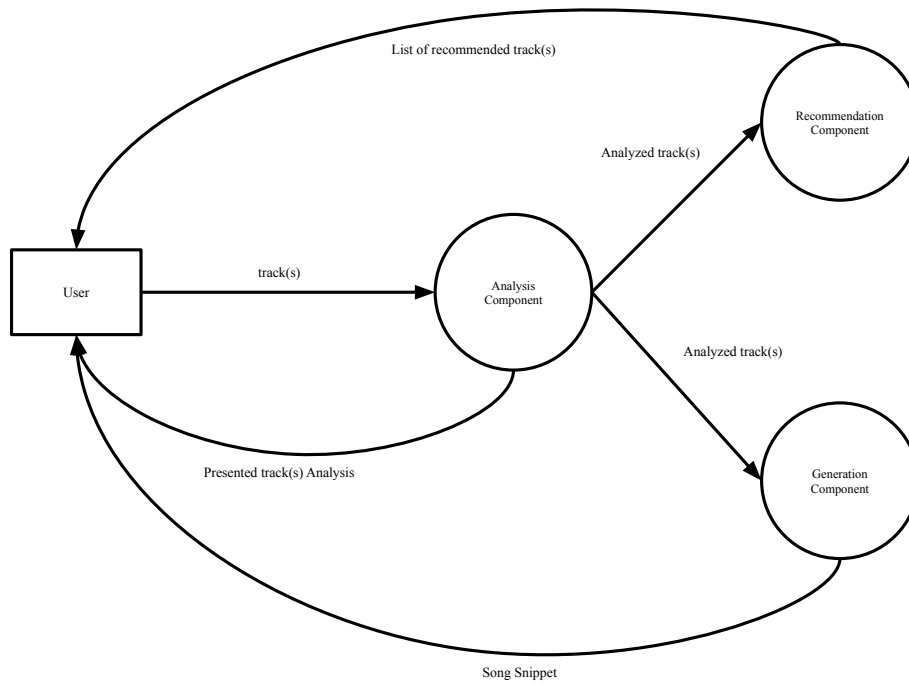 List of recommended track(s)
Recommendation
Component
Analyzed track(s)
track(s)
User
Analysis
Component
Analyzed track(s)
Presented track(s) Analysis
Generation
Component
Song Snippet